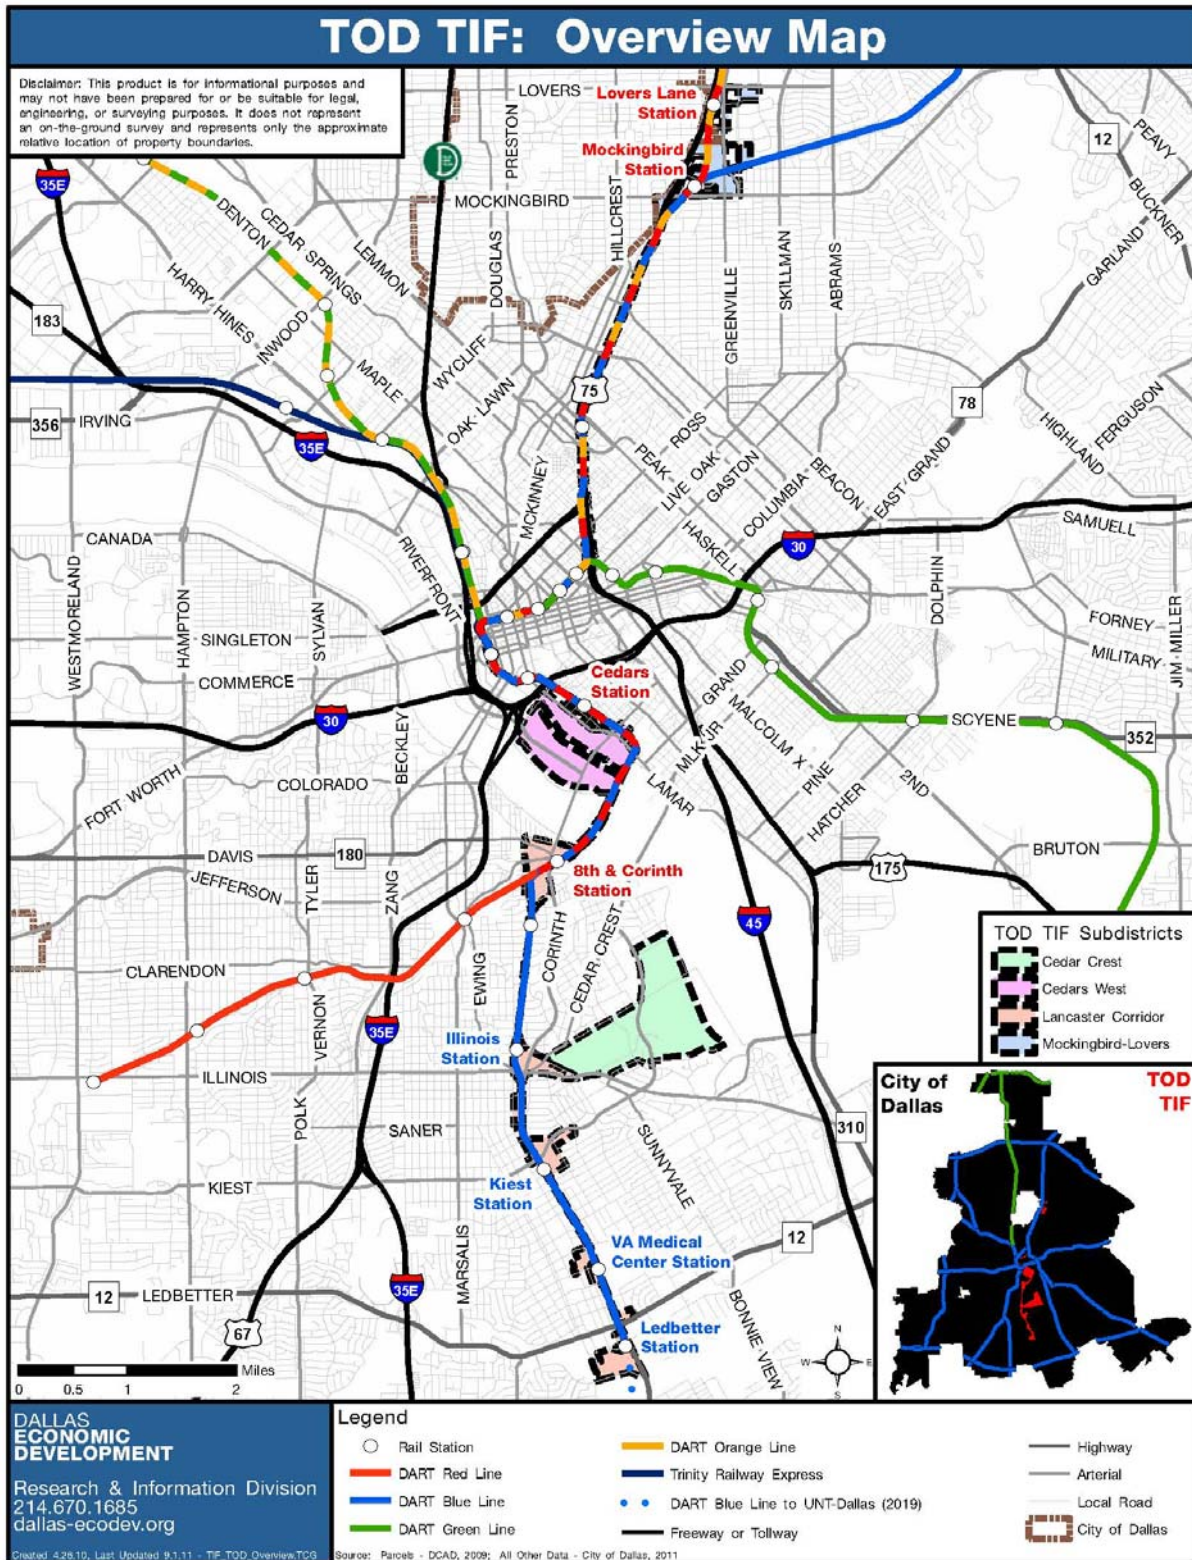 TOD TIF: Overview Map
Disclaimer: This product is for informational purposes and
may not have been prepared for or be suitable for legal,
engineering, or surveying purposes. It does not represent
an on-the-ground survey and represents only the approximate
relative location of property boundaries.
LOVERS
Lovers Lane
Station
PRESTON
PEAVY
12
Mockingbird
Station
35E
MOCKINGBIRD
HILLCREST
BUCKNER
DENTON
CEDAR SPRINGS
LEMMON
DOUGLAS
GREENVILLE
SKILLMAN
ABRAMS
GARLAND
HARRY HINES
INWOOD
183
MAPLE
WYCLIFF
OAK LAWN
75
78
356
IRVING
35E
ROSS
PEAK
LIVE OAK
GASTON
COLUMBIA
BEACON
EAST GRAND
HIGHLAND
FERGUSON
MCKINNEY
HASKELL
30
SAMUELL
CANADA
RIVERFRONT
WESTMORELAND
HAMPTON
SYLVAN
DOLPHIN
FORNEY
MILITARY
JIM MILLER
SINGLETON
COMMERCE
Cedars
Station
GRAND
MALCOLM X
MLK JR
30
BECKLEY
SCYENE
352
FORT WORTH
COLORADO
LAMAR
PINE
HATCHER
2ND
DAVIS
180
BRUTON
JEFFERSON
TYLER
ZANG
8th & Corinth
Station
175
45
CORINTH
CEDAR CREST
EWING
CLARENDON
VERNON
35E
Illinois
Station
ILLINOIS
POLK
SANER
SUNNYVALE
310
KIEST
Kiest
Station
MARSALIS
VA Medical
Center Station
12
12
LEDBETTER
35E
67
Ledbetter
Station
BONNIE VIEW
TOD TIF Subdistricts
Cedar Crest
Cedars West
Lancaster Corridor
Mockingbird-Lovers
City of
Dallas
TOD
TIF
N
W E
S
Miles
0 0.5 1 2
DALLAS
ECONOMIC
DEVELOPMENT
Research & Information Division
214.670.1685
dallas-ecodev.org
Created 4.28.10, Last Updated 9.1.11 - TIF_TOD_Overview.TCG
Legend
Rail Station
DART Red Line
DART Blue Line
DART Green Line
DART Orange Line
Trinity Railway Express
DART Blue Line to UNT-Dallas (2019)
Freeway or Tollway
Highway
Arterial
Local Road
City of Dallas
Source: Parcels - DCAD, 2009; All Other Data - City of Dallas, 2011